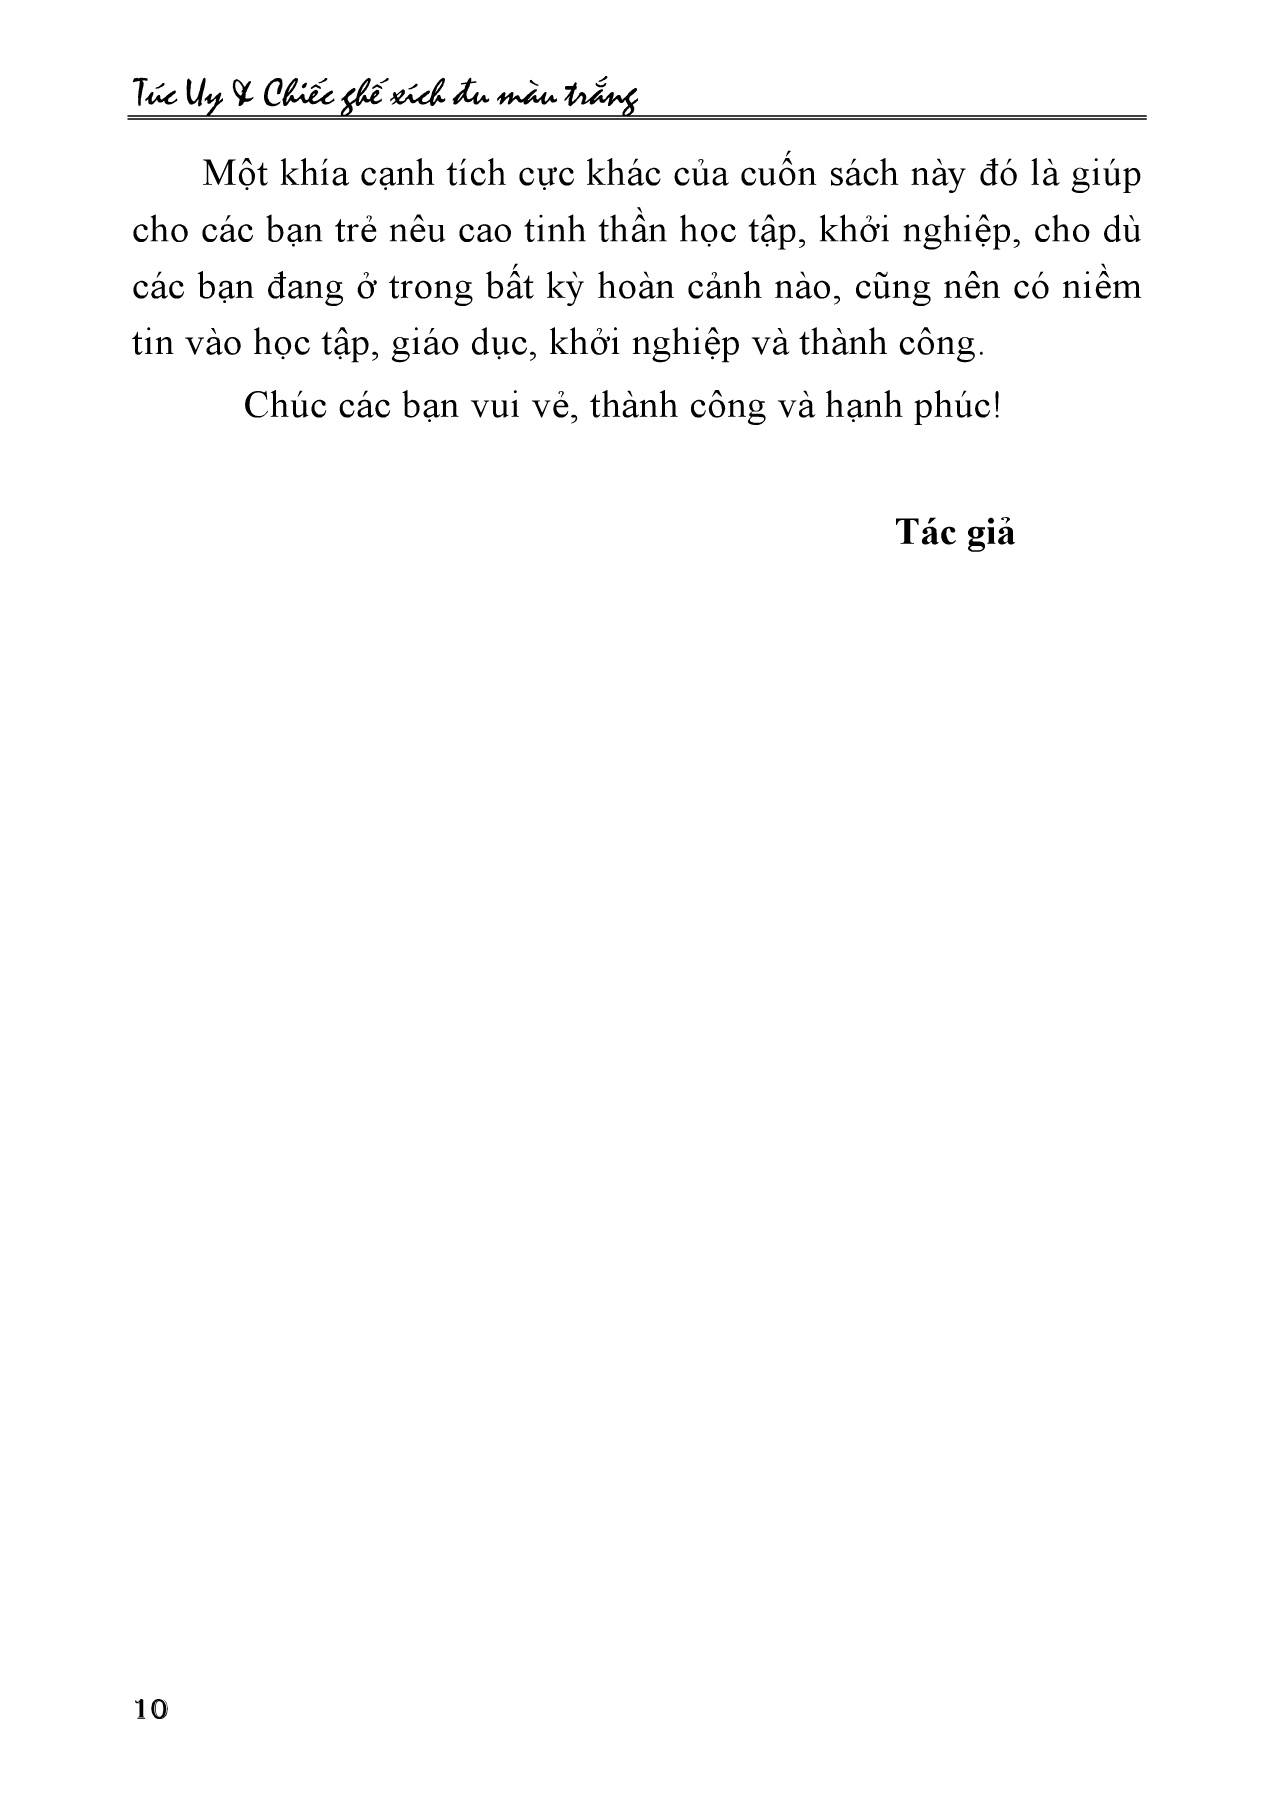 Túc Uy & Chiếc ghế xích đu màu trắng
Một khía cạnh tích cực khác của cuốn sách này đó là giúp
cho các bạn trẻ nêu cao tinh thần học tập, khởi nghiệp, cho dù
các bạn đang ở trong bất kỳ hoàn cảnh nào, cũng nên có niềm
tin vào học tập, giáo dục, khởi nghiệp và thành công.
Chúc các bạn vui vẻ, thành công và hạnh phúc!
Tác giả
10